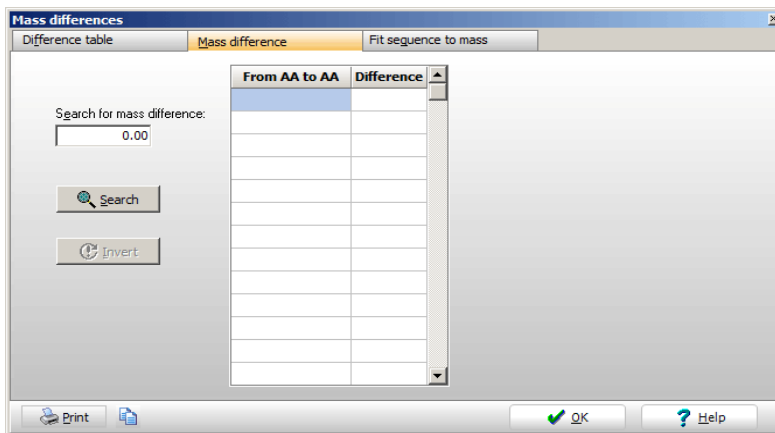 Mass differences
Difference table
Mass difference
Fit sequence to mass
From AA to AA
Difference
Search for mass difference:
0.00
Search
Invert
Print
OK
Help